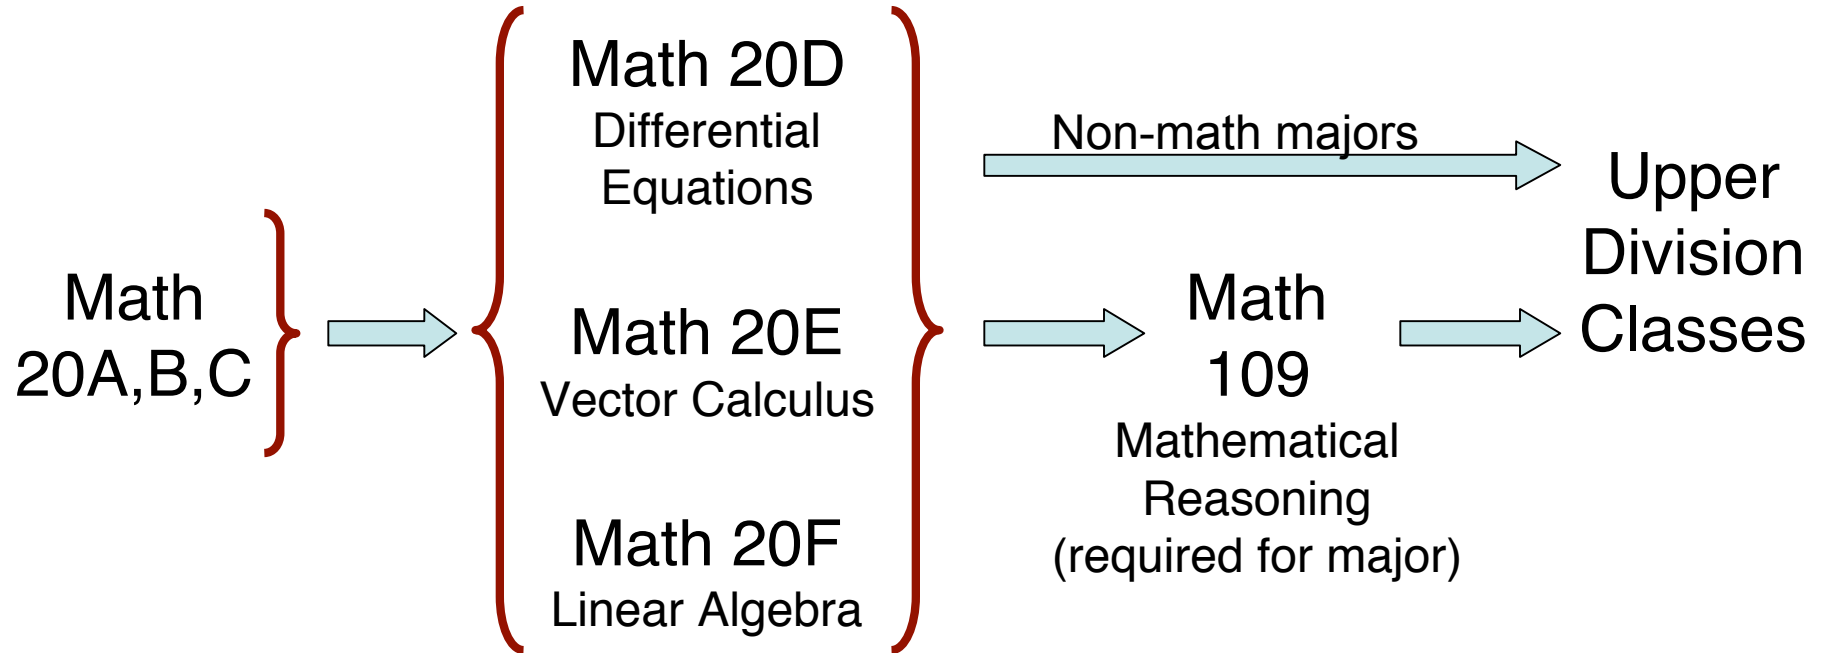 Math
20A,B,C
Math 20D
Differential
Equations
Math 20E
Vector Calculus
Math 20F
Linear Algebra
Non-math majors
Math
109
Mathematical
Reasoning
(required for major)
Upper
Division
Classes